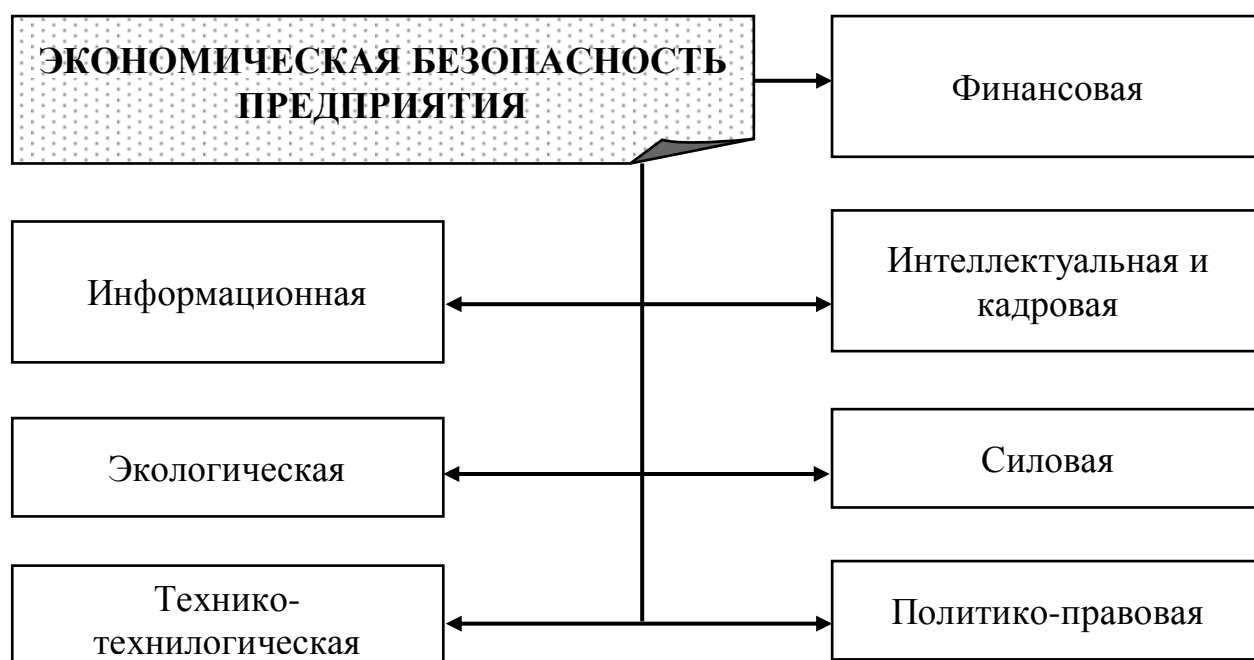 ЭКОНОМИЧЕСКАЯ БЕЗОПАСНОСТЬ
ПРЕДПРИЯТИЯ
Финансовая
Информационная
Интеллектуальная и
кадровая
Экологическая
Силовая
Технико-
технилогическая
Политико-правовая